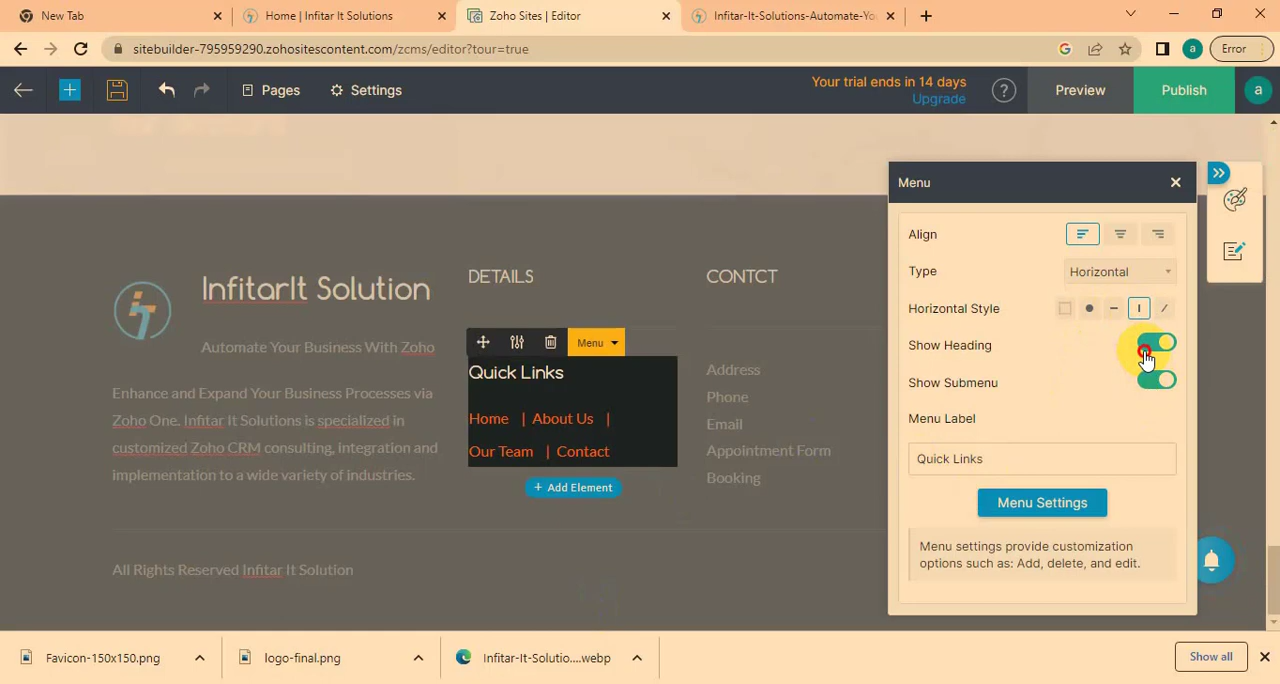 New Tab
Home | Infitar IT Solutions
Zoho Sites | Editor
Infitar-It-Solutions-Automate-Yo
sitebuilder-795959290.zohositescontent.com/zcms/editor?tour=true
a
Error
Pages
Settings
Your trial ends in 14 days
Upgrade
?
Preview
Publish
a
Menu
Align
Type
Horizontal
Horizontal Style
Show Heading
Show Submenu
Menu Label
Quick Links
Menu Settings
Menu settings provide customization
options such as: Add, delete, and edit.
InfitarIt Solution
Automate Your Business With Zoho
Enhance and Expand Your Business Processes via
Zoho One. Infitar It Solutions is specialized in
customized Zoho CRM consulting, Integration and
implementation to a wide variety of industries.
DETAILS
Menu
Quick Links
Home | About Us |
Our Team | Contact
+ Add Element
CONTCT
Address
Phone
Email
Appointment Form
Booking
All Rights Reserved Infitar It Solution
Favicon-150x150.png
logo-final.png
Infitar-It-Solutio....webp
Show all